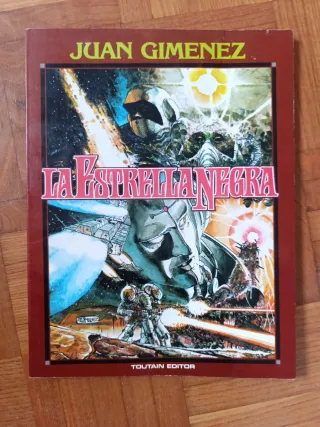 JUAN GIMENEZ
LA ESTRELLA NEGRA
TOUTAIN EDITOR